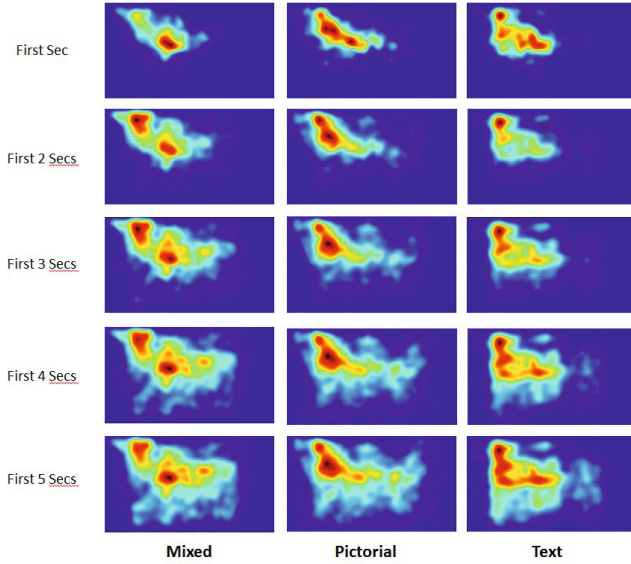 First Sec
First 2 Secs
First 3 Secs
First 4 Secs
First 5 Secs
Mixed Pictorial Text